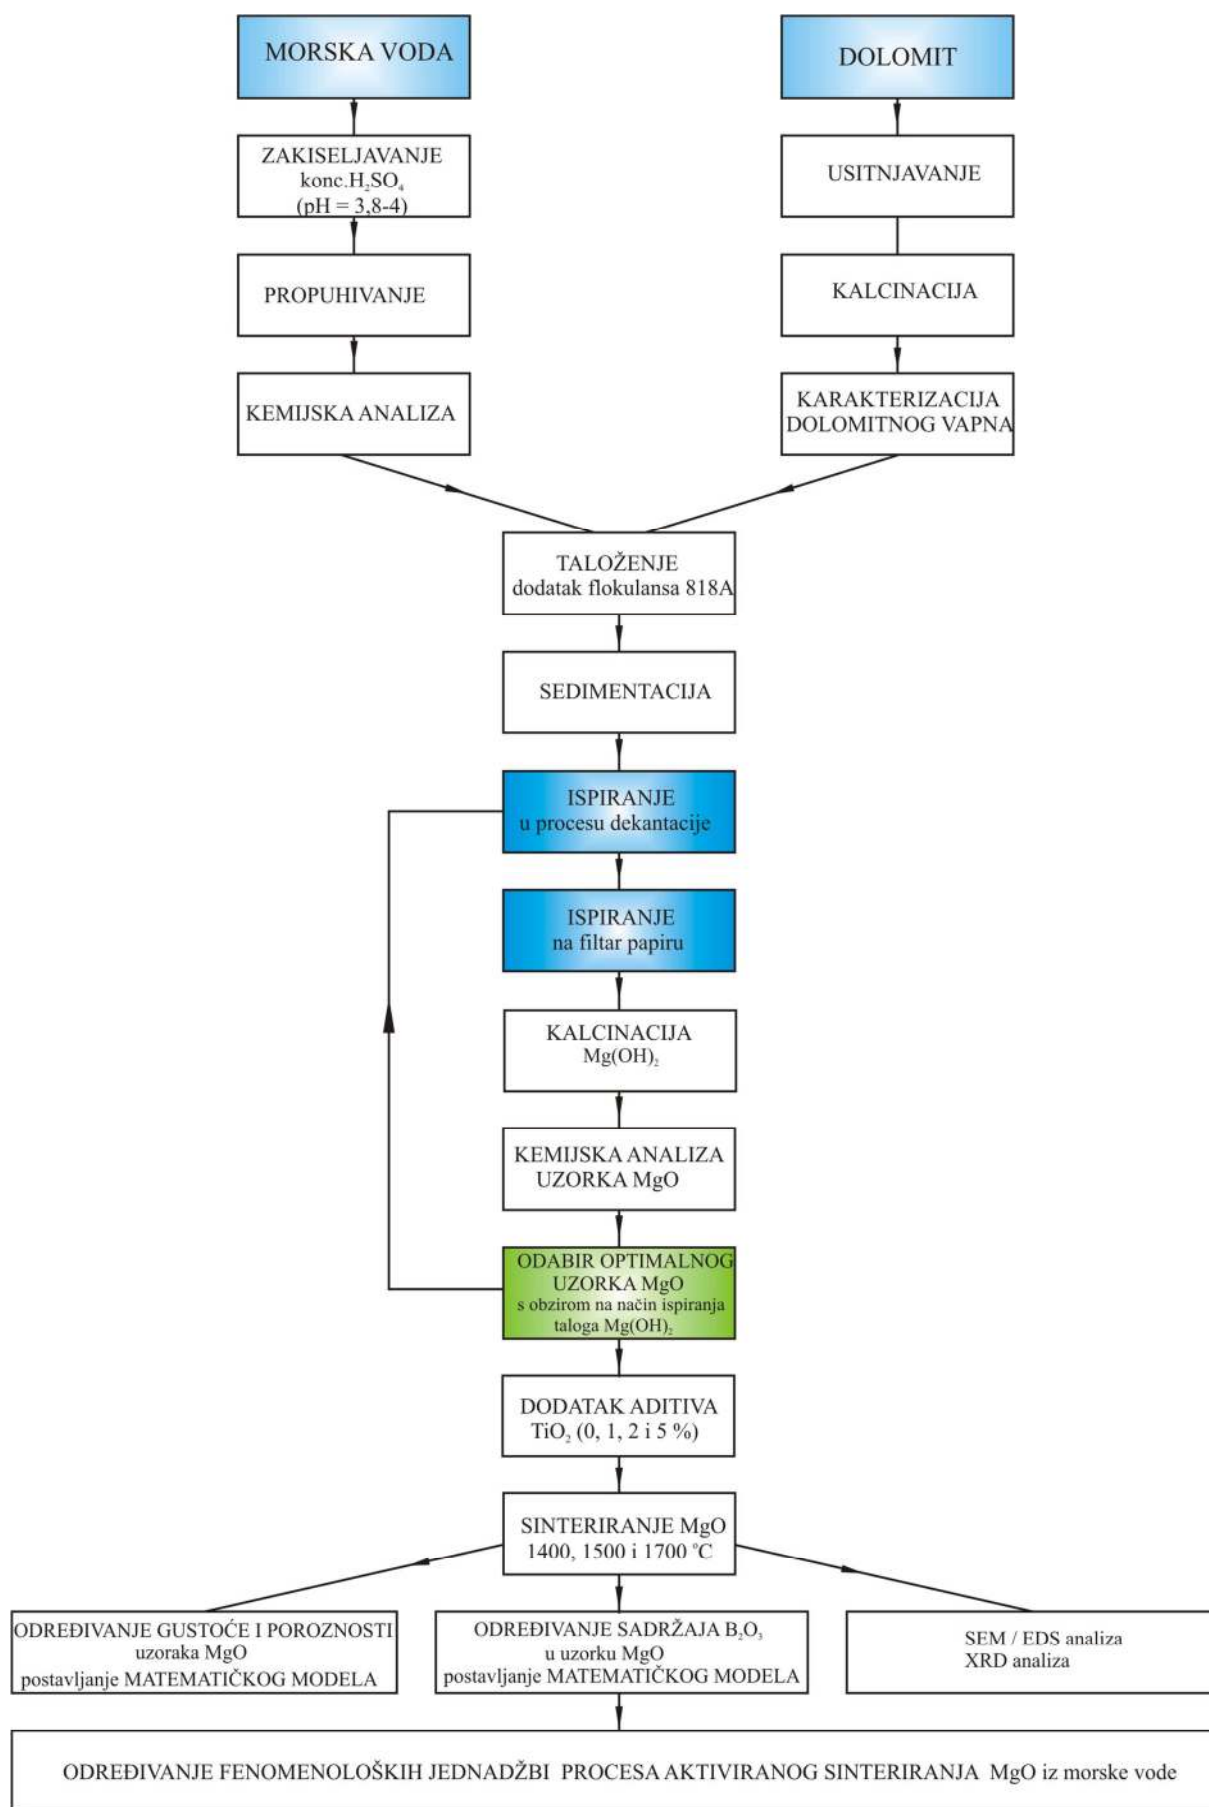 MORSKA VODA
DOLOMIT
ZAKISELJAVANJE
konc.H₂SO₄
(pH = 3,8-4)
USITNJAVANJE
PROPUHIVANJE
KALCINACIJA
KEMIJSKA ANALIZA
KARAKTERIZACIJA
DOLOMITNOG VAPNA
TALOŽENJE
dodatak flokulansa 818A
SEDIMENTACIJA
ISPIRANJE
u procesu dekantacije
ISPIRANJE
na filtar papiru
KALCINACIJA
Mg(OH)₂
KEMIJSKA ANALIZA
UZORKA MgO
ODABIR OPTIMALNOG
UZORKA MgO
s obzirom na način ispiranja
taloga Mg(OH)₂
DODATAK ADITIVA
TiO₂ (0, 1, 2 i 5 %)
SINTERIRANJE MgO
1400, 1500 i 1700 °C
ODREĐIVANJE GUSTOĆE I POROZNOSTI
uzoraka MgO
postavljanje MATEMATIČKOG MODELA
ODREĐIVANJE SADRŽAJA B₂O₃
u uzorku MgO
postavljanje MATEMATIČKOG MODELA
SEM / EDS analiza
XRD analiza
ODREĐIVANJE FENOMENOLOŠKIH JEDNADŽBI PROCESA AKTIVIRANOG SINTERIRANJA MgO iz morske vode